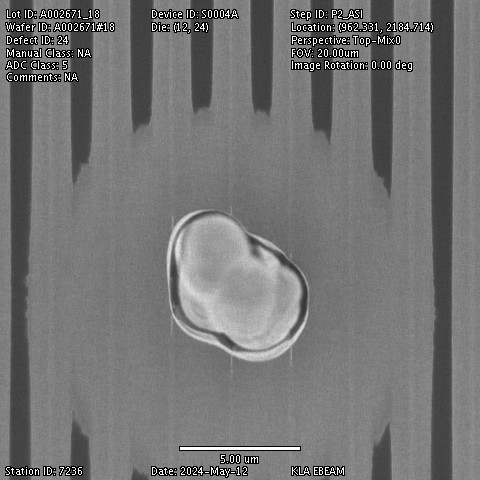 Lot ID: A002671_18
Wafer ID: A002671#18
Defect ID: 24
Manual Class: NA
ADC Class: 5
Comments: NA
Device ID: S0004A
Die: (12, 24)
Step ID: P2_ASI
Location: (962.331, 2184.714)
Perspective: Top-Mix0
FOV: 20.00um
Image Rotation: 0.00 deg
5.00 um
Station ID: 7236
Date: 2024-May-12
KLA EBEAM